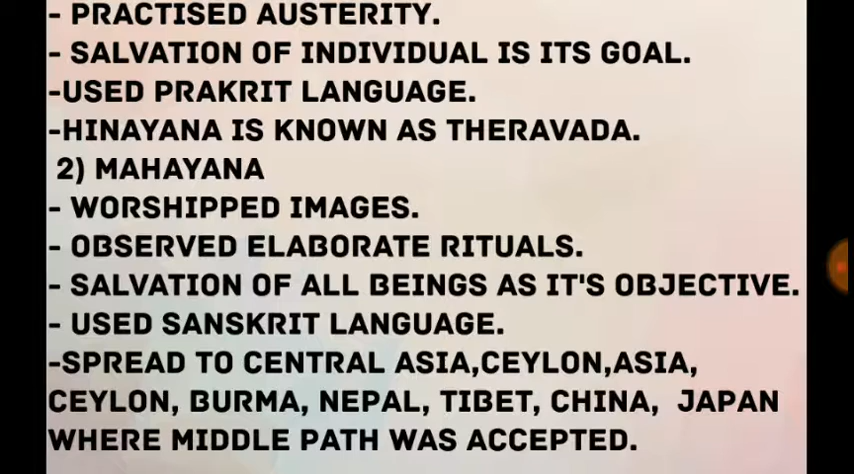 - PRACTISED AUSTERITY.
- SALVATION OF INDIVIDUAL IS ITS GOAL.
-USED PRAKRIT LANGUAGE.
-HINAYANA IS KNOWN AS THERAVADA.
2) MAHAYANA
- WORSHIPPED IMAGES.
- OBSERVED ELABORATE RITUALS.
- SALVATION OF ALL BEINGS AS IT'S OBJECTIVE.
- USED SANSKRIT LANGUAGE.
-SPREAD TO CENTRAL ASIA,CEYLON,ASIA,
CEYLON, BURMA, NEPAL, TIBET, CHINA, JAPAN
WHERE MIDDLE PATH WAS ACCEPTED.